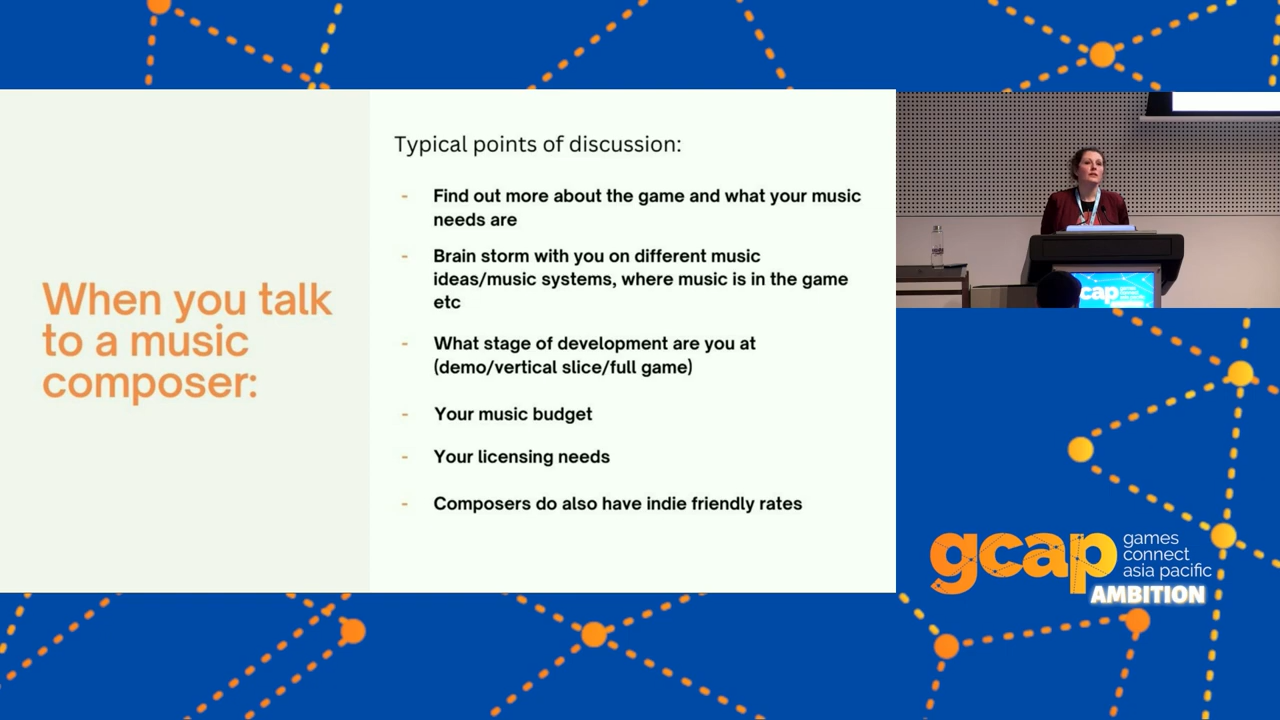 When you talk
to a music
composer:
Typical points of discussion:
- Find out more about the game and what your music
needs are
- Brain storm with you on different music
ideas/music systems, where music is in the game
etc
- What stage of development are you at
(demo/vertical slice/full game)
- Your music budget
- Your licensing needs
- Composers do also have indie friendly rates
gcap
games
connect
asia pacific
AMBITION